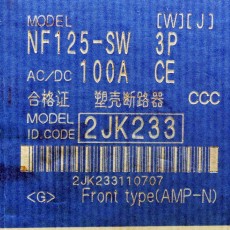 MODEL [W][J]
NF125-SW 3P
AC/DC 100A CE
合格证 塑壳断路器 CCC
MODEL
ID.CODE 2JK233
2JK233110707
<G> Front type(AMP-N)